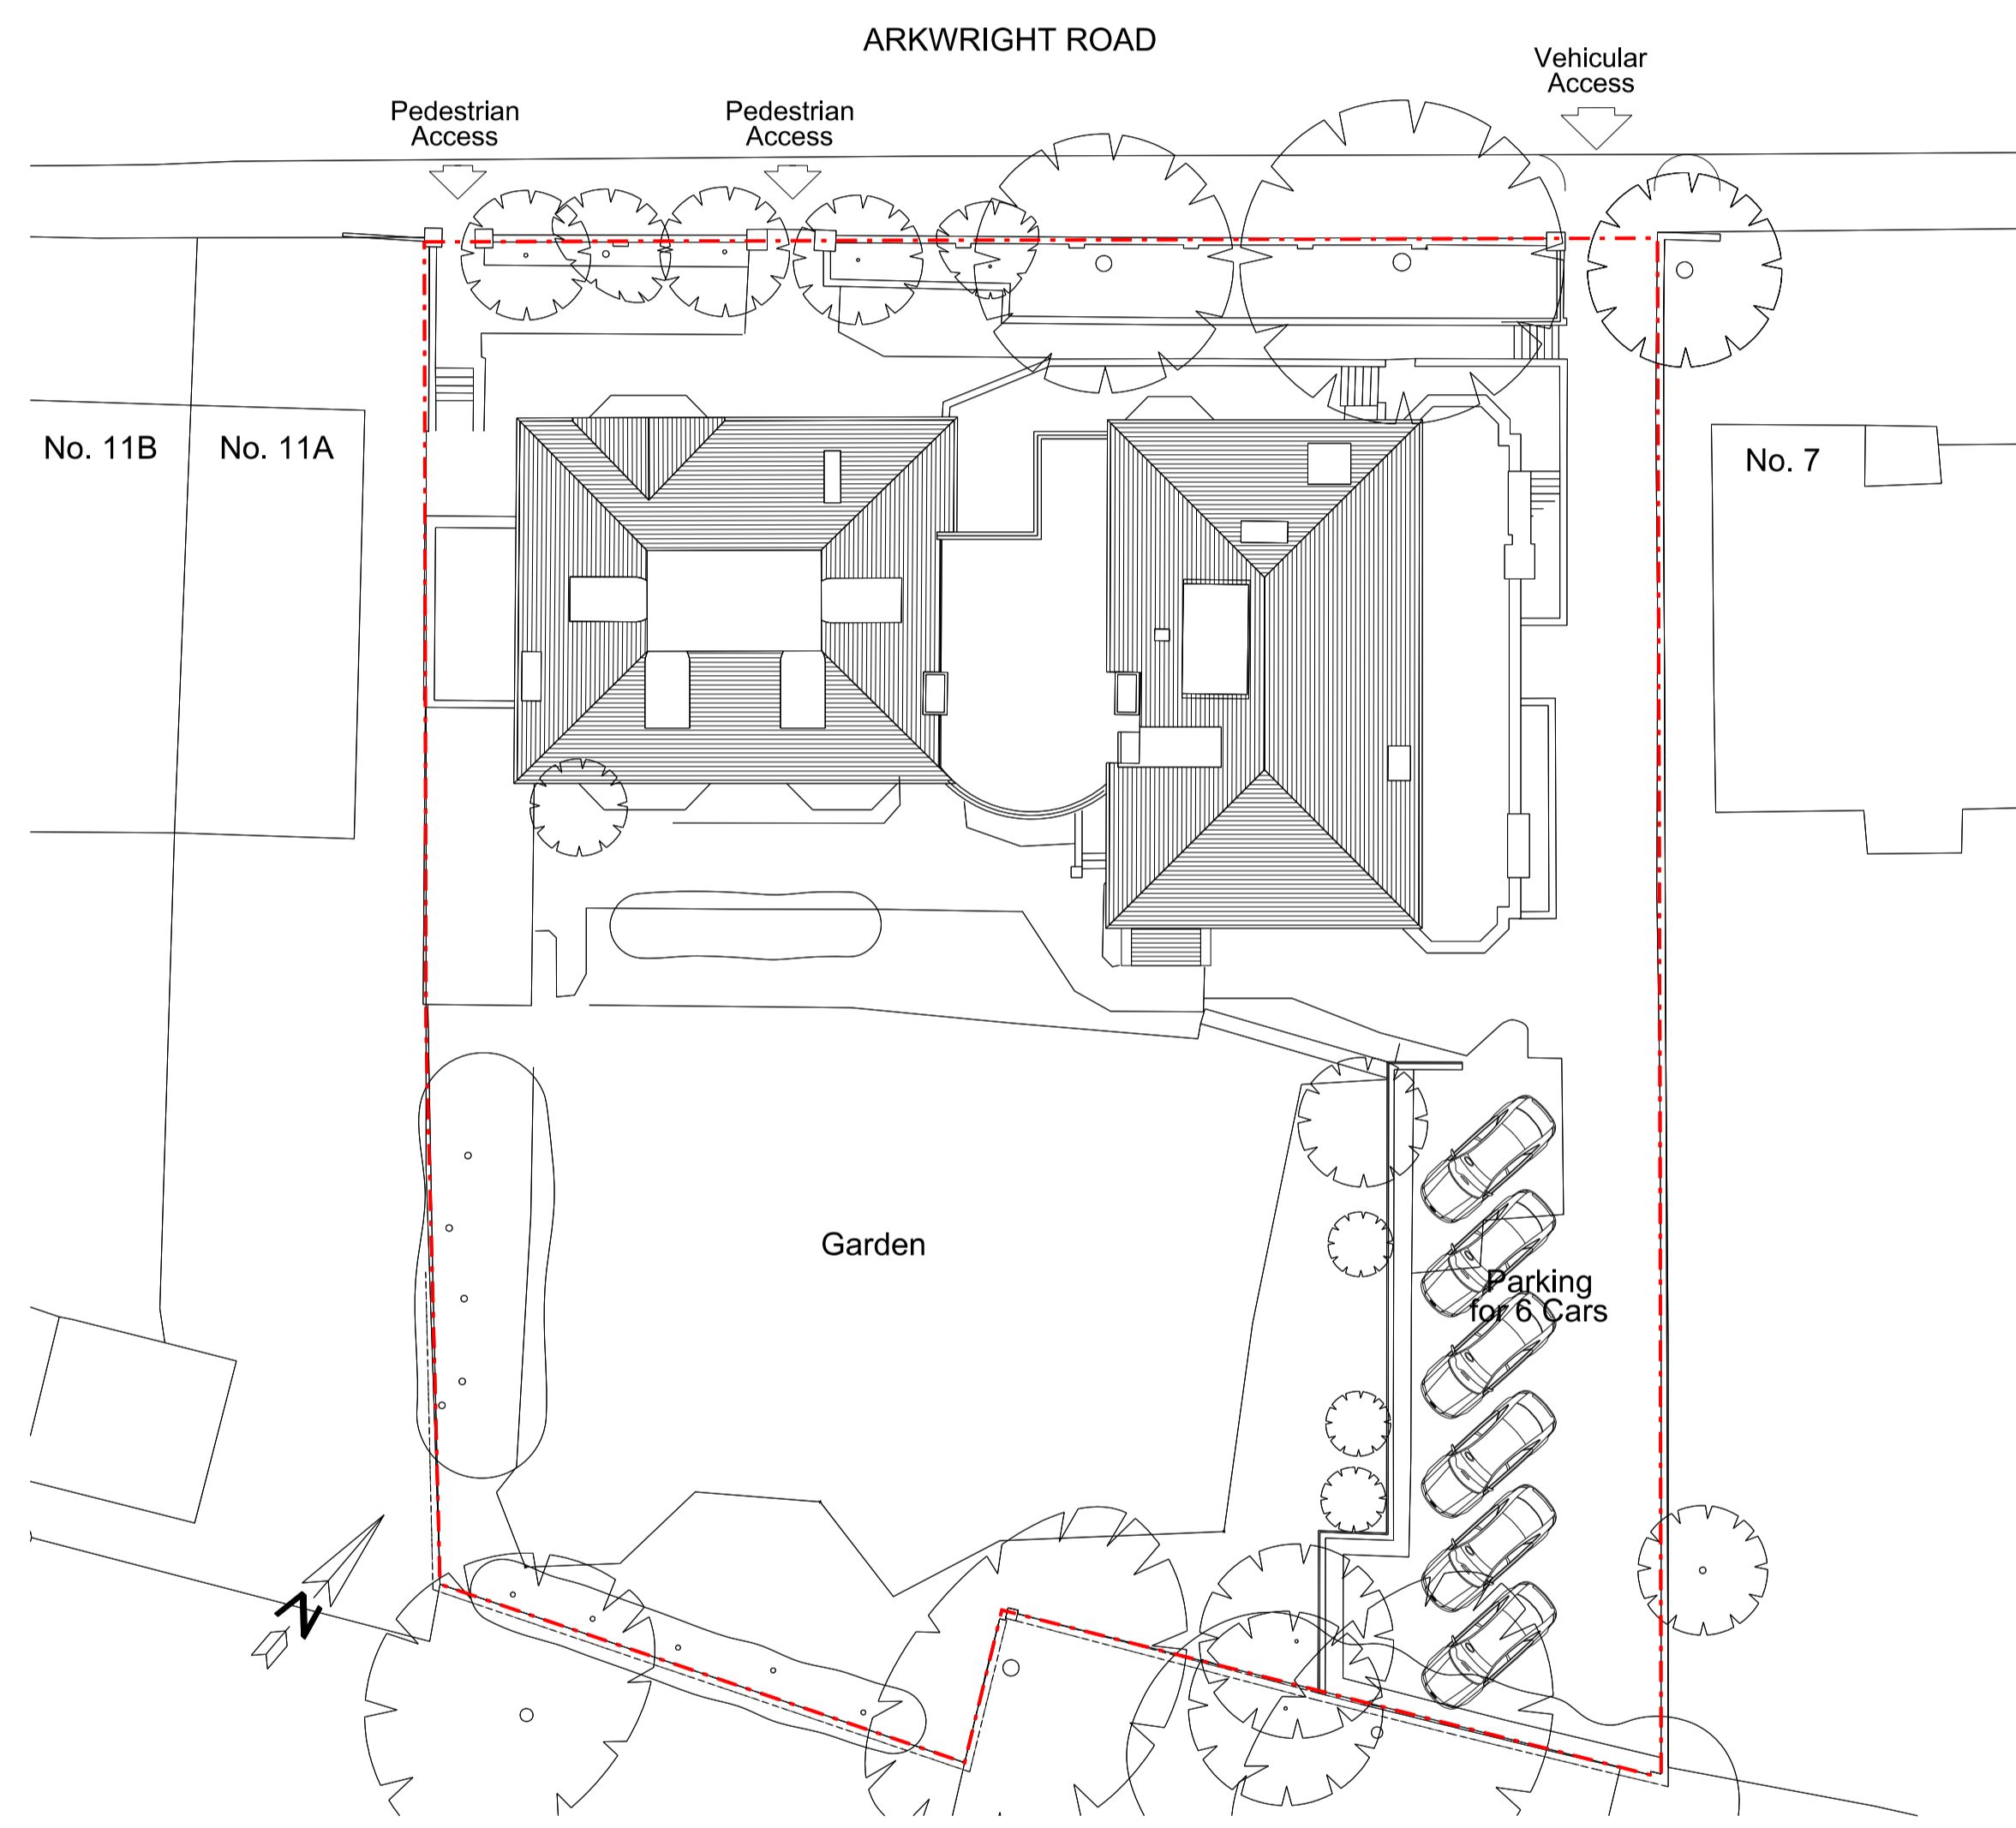 ARKWRIGHT ROAD
Vehicular
Access
Pedestrian
Access
Pedestrian
Access
No. 11B
No. 11A
No. 7
Garden
Parking
for 6 Cars
N